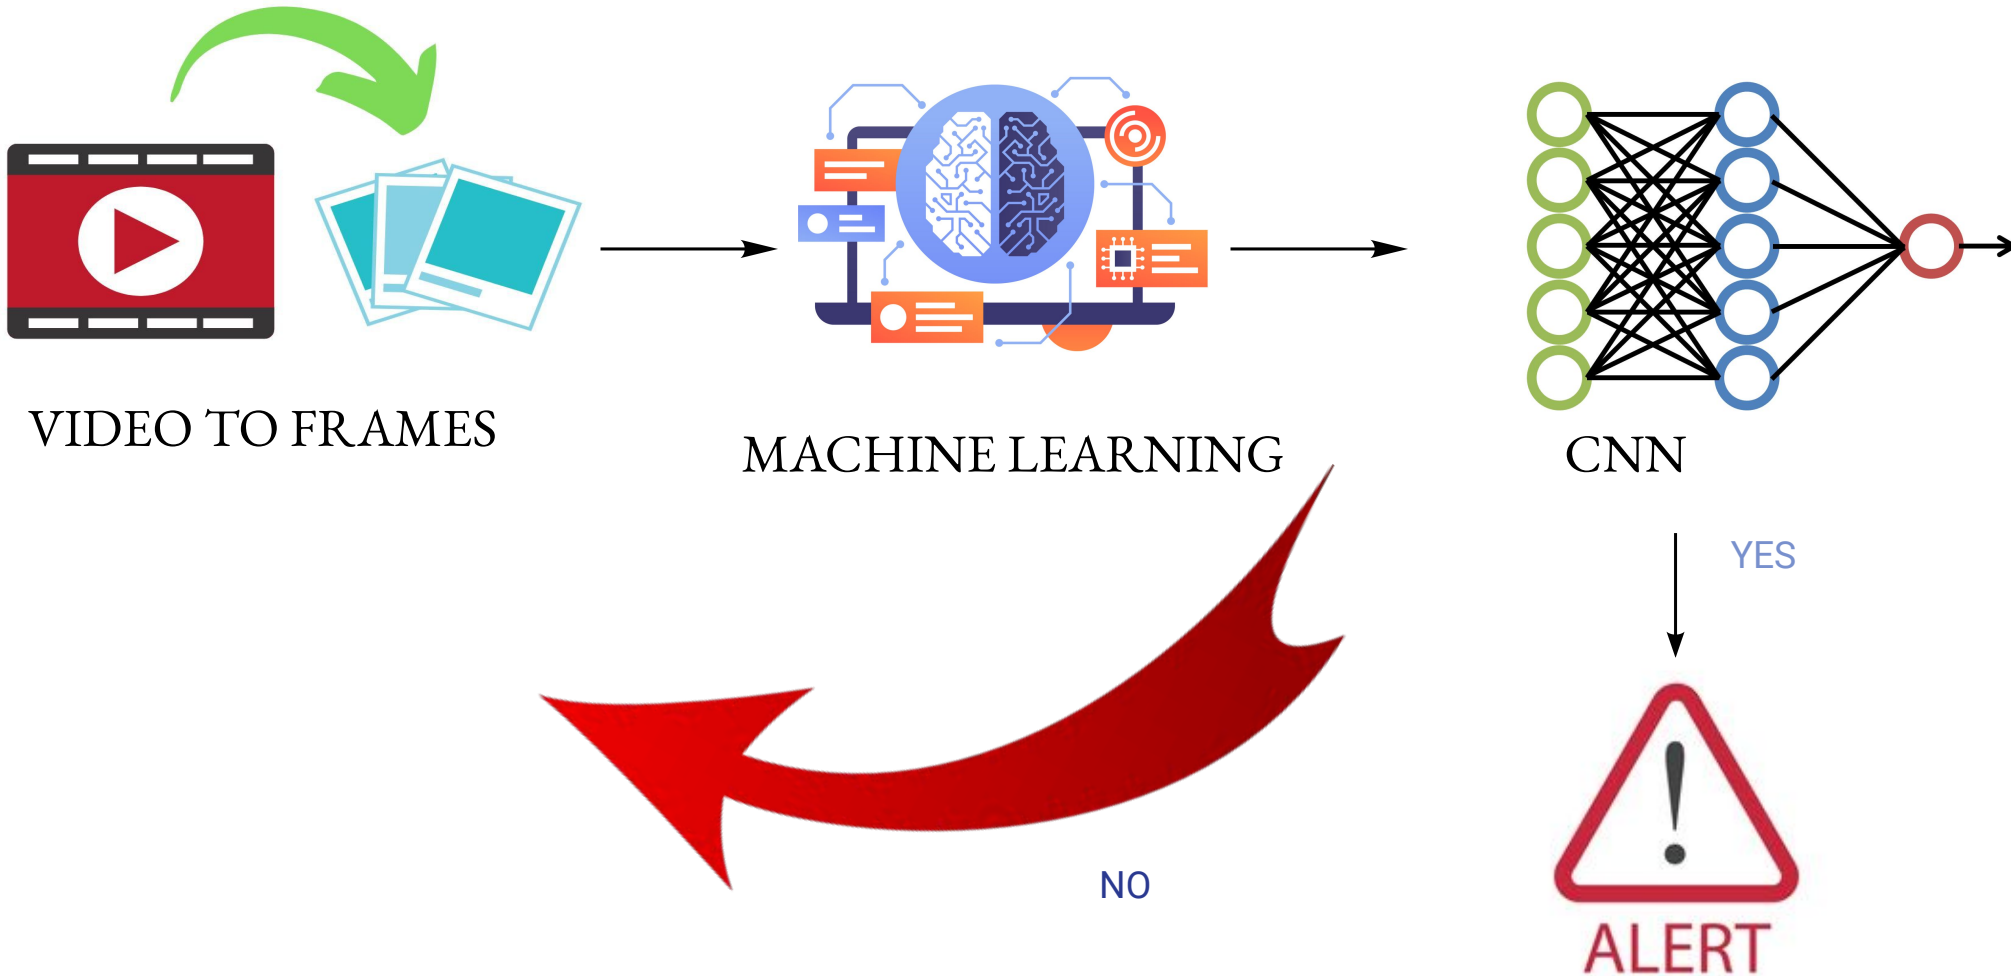 VIDEO TO FRAMES
MACHINE LEARNING
CNN
YES
NO
ALERT